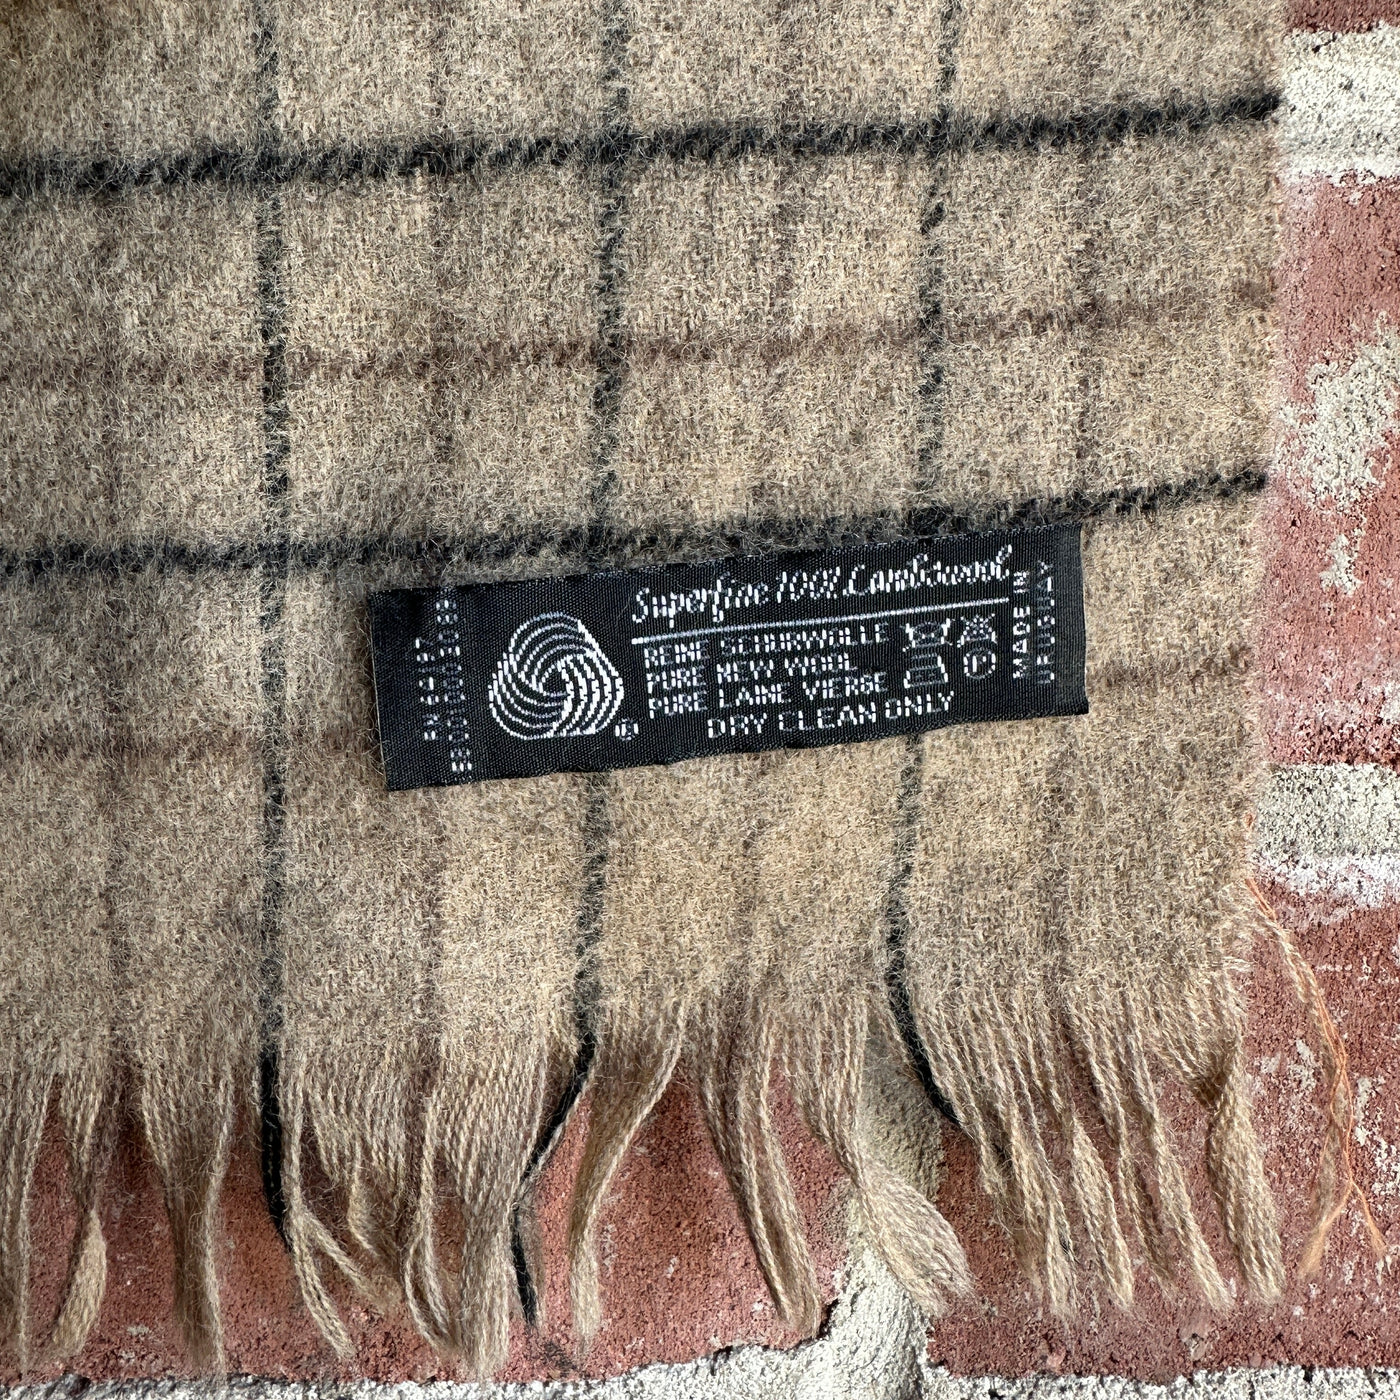 Superfine 100% Lambswool
REINE SCHURWOLLE
PURE NEW WOOL
PURE LAINE VIERGE
DRY CLEAN ONLY
MADE IN
URUGUAY
®